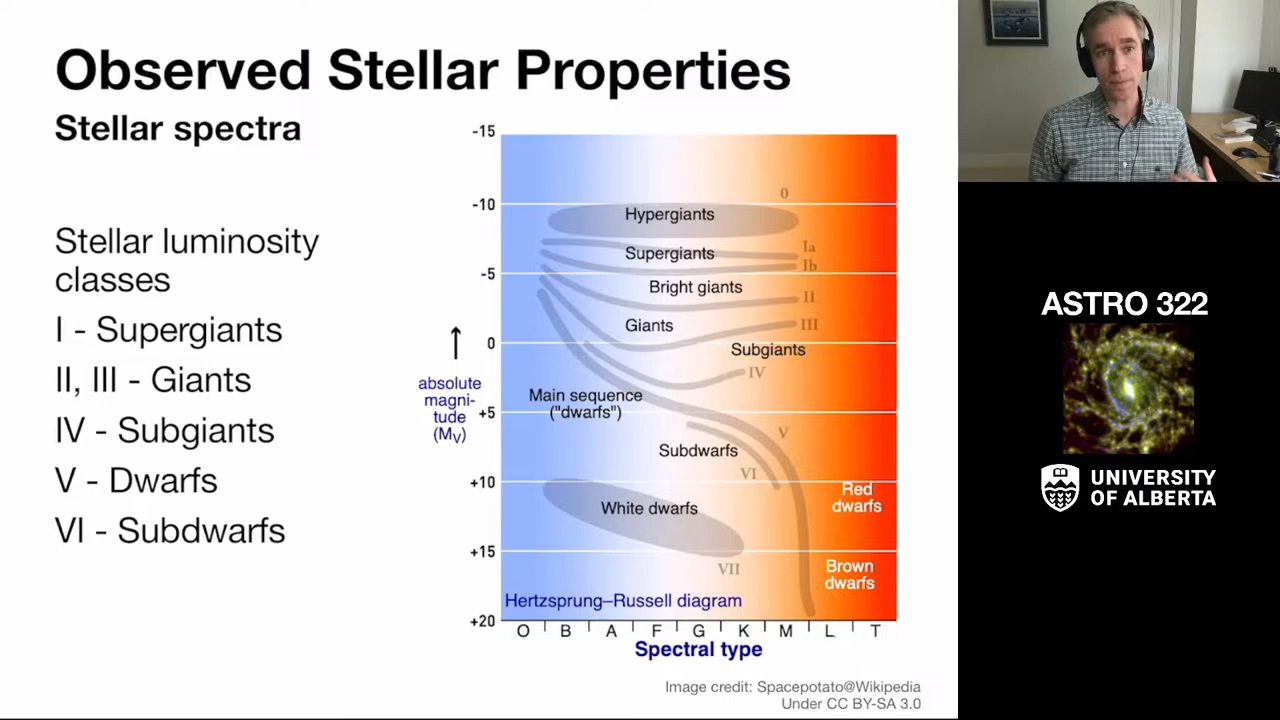 Observed Stellar Properties
Stellar spectra
Stellar luminosity
classes
I - Supergiants
II, III - Giants
IV - Subgiants
V - Dwarfs
VI - Subdwarfs
-15
-10
-5
0
+5
+10
+15
+20
absolute
magni-
tude
(MV)
0
Hypergiants
Ia
Supergiants
Ib
Bright giants
II
Giants
III
Subgiants
IV
Main sequence
("dwarfs")
V
Subdwarfs
VI
Red
dwarfs
White dwarfs
VII
Brown
dwarfs
Hertzsprung–Russell diagram
O B A F G K M L T
Spectral type
Image credit: Spacepotato@Wikipedia
Under CC BY-SA 3.0
ASTRO 322
UNIVERSITY
OF ALBERTA